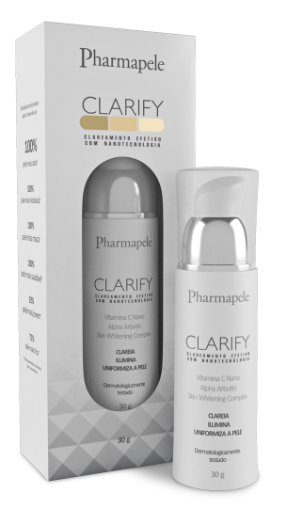 Pharmapele
CLARIFY
CLAREAMENTO EFETIVO
COM NANOTECNOLOGIA
100%
Pharmapele
CLARIFY
CLAREAMENTO EFETIVO
COM NANOTECNOLOGIA
Vitamina C Nano
Alpha Arbutin
Skin Whitening Complex
CLAREIA
ILUMINA
UNIFORMIZA A PELE
Dermatologicamente
testado
30 g
30 g
Pharmapele
CLARIFY
CLAREAMENTO EFETIVO
COM NANOTECNOLOGIA
Vitamina C Nano
Alpha Arbutin
Skin Whitening Complex
CLAREIA
ILUMINA
UNIFORMIZA A PELE
Dermatologicamente
testado
30 g